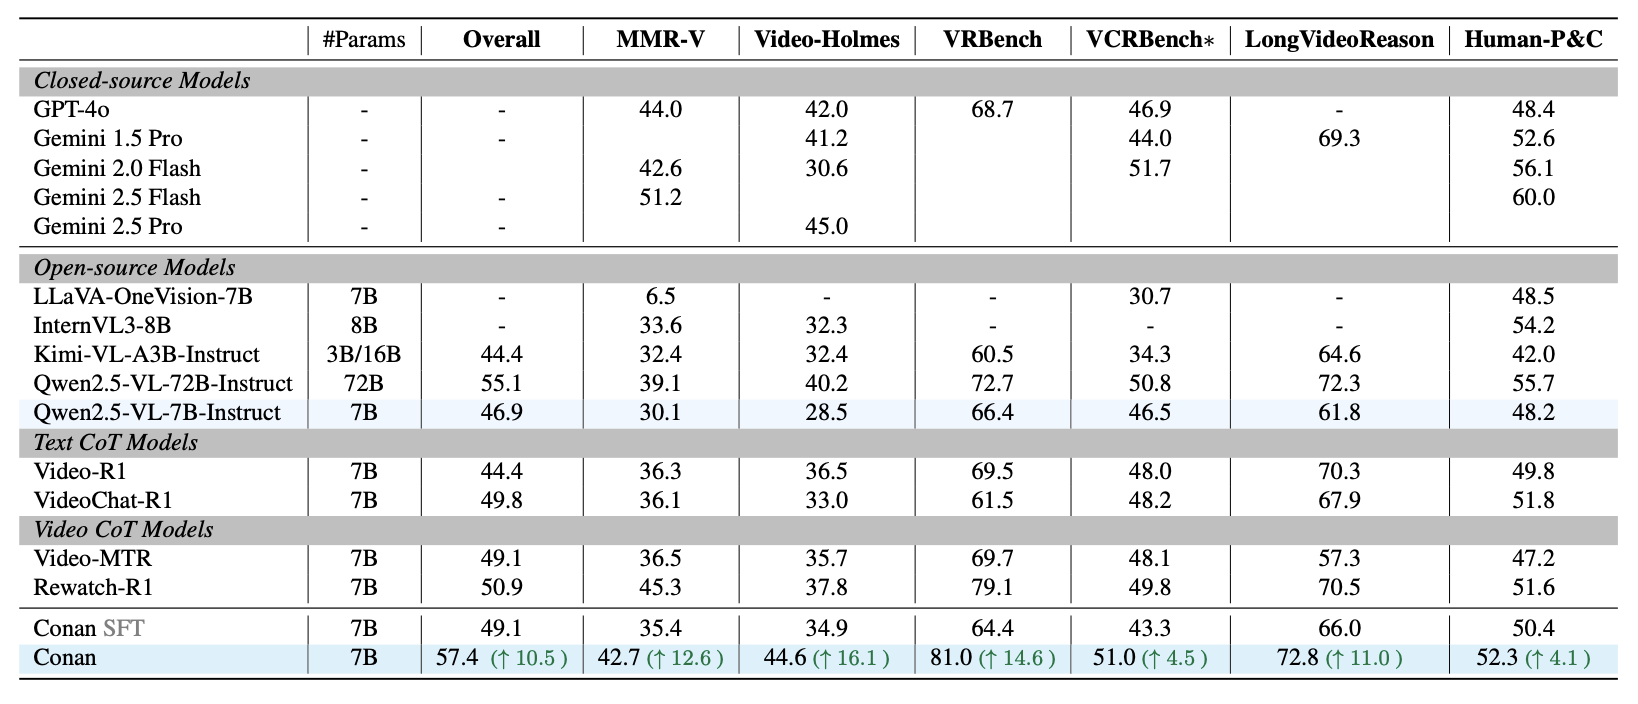 #Params Overall MMR-V Video-Holmes VRBench VCRBench∗ LongVideoReason Human-P&C
Closed-source Models
GPT-4o - - 44.0 42.0 68.7 46.9 - 48.4
Gemini 1.5 Pro - - 41.2 44.0 69.3 52.6
Gemini 2.0 Flash - 42.6 30.6 51.7 56.1
Gemini 2.5 Flash - - 51.2 60.0
Gemini 2.5 Pro - - 45.0
Open-source Models
LLaVA-OneVision-7B 7B - 6.5 - - 30.7 - 48.5
InternVL3-8B 8B - 33.6 32.3 - - - 54.2
Kimi-VL-A3B-Instruct 3B/16B 44.4 32.4 32.4 60.5 34.3 64.6 42.0
Qwen2.5-VL-72B-Instruct 72B 55.1 39.1 40.2 72.7 50.8 72.3 55.7
Qwen2.5-VL-7B-Instruct 7B 46.9 30.1 28.5 66.4 46.5 61.8 48.2
Text CoT Models
Video-R1 7B 44.4 36.3 36.5 69.5 48.0 70.3 49.8
VideoChat-R1 7B 49.8 36.1 33.0 61.5 48.2 67.9 51.8
Video CoT Models
Video-MTR 7B 49.1 36.5 35.7 69.7 48.1 57.3 47.2
Rewatch-R1 7B 50.9 45.3 37.8 79.1 49.8 70.5 51.6
Conan SFT 7B 49.1 35.4 34.9 64.4 43.3 66.0 50.4
Conan 7B 57.4 (↑ 10.5 ) 42.7 (↑ 12.6 ) 44.6 (↑ 16.1 ) 81.0 (↑ 14.6 ) 51.0 (↑ 4.5 ) 72.8 (↑ 11.0 ) 52.3 (↑ 4.1 )